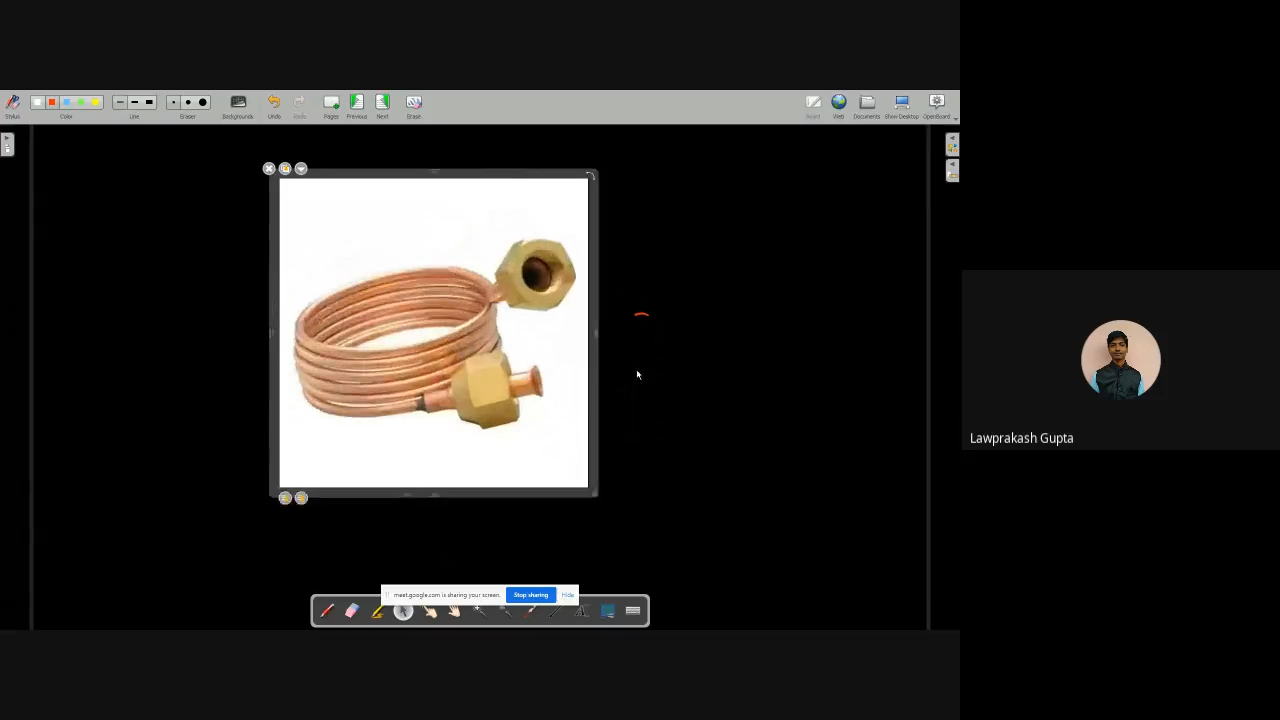 Stylus
Color
Line
Eraser
Backgrounds
Undo
Redo
Pages
Previous
Next
Erase
Board
Web
Documents
Show Desktop
OpenBoard
Lawprakash Gupta
meet.google.com is sharing your screen.
Stop sharing
Hide